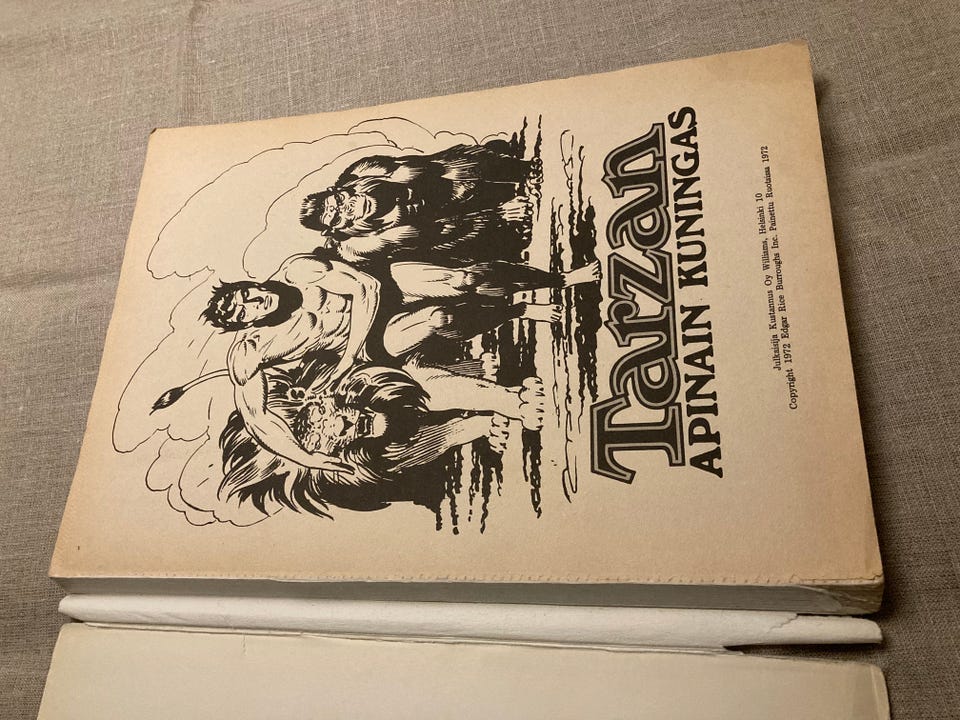 Tarzan
APINAIN KUNINGAS
Julkaisija Kustannus Oy Williams, Helsinki 10
Copyright 1972 Edgar Rice Burroughs Inc. Painettu Ruotsissa 1972